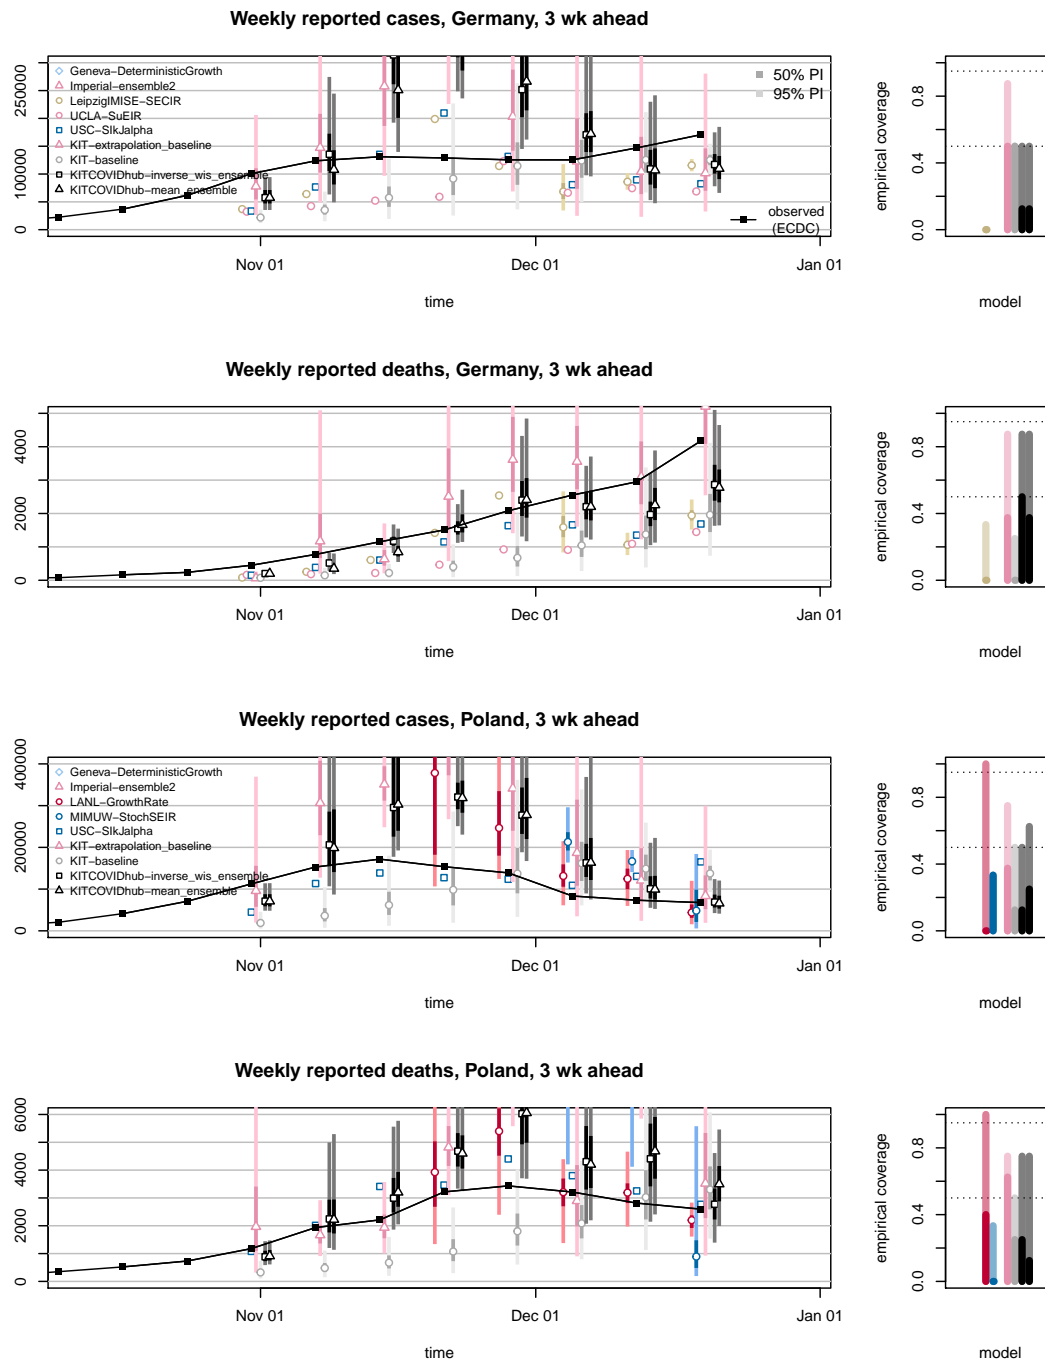 Weekly reported cases, Germany, 3 wk ahead
0 100000 250000
Geneva−DeterministicGrowth
Imperial−ensemble2
LeipzigIMISE−SECIR
UCLA−SuEIR
USC−SIkJalpha
KIT−extrapolation_baseline
KIT−baseline
KITCOVIDhub−inverse_wis_ensemble
KITCOVIDhub−mean_ensemble
50% PI
95% PI
observed
(ECDC)
Nov 01 Dec 01 Jan 01
time
empirical coverage
0.0 0.4 0.8
model
Weekly reported deaths, Germany, 3 wk ahead
0 2000 4000
Nov 01 Dec 01 Jan 01
time
empirical coverage
0.0 0.4 0.8
model
Weekly reported cases, Poland, 3 wk ahead
0 200000 400000
Geneva−DeterministicGrowth
Imperial−ensemble2
LANL−GrowthRate
MIMUW−StochSEIR
USC−SIkJalpha
KIT−extrapolation_baseline
KIT−baseline
KITCOVIDhub−inverse_wis_ensemble
KITCOVIDhub−mean_ensemble
Nov 01 Dec 01 Jan 01
time
empirical coverage
0.0 0.4 0.8
model
Weekly reported deaths, Poland, 3 wk ahead
0 2000 4000 6000
Nov 01 Dec 01 Jan 01
time
empirical coverage
0.0 0.4 0.8
model